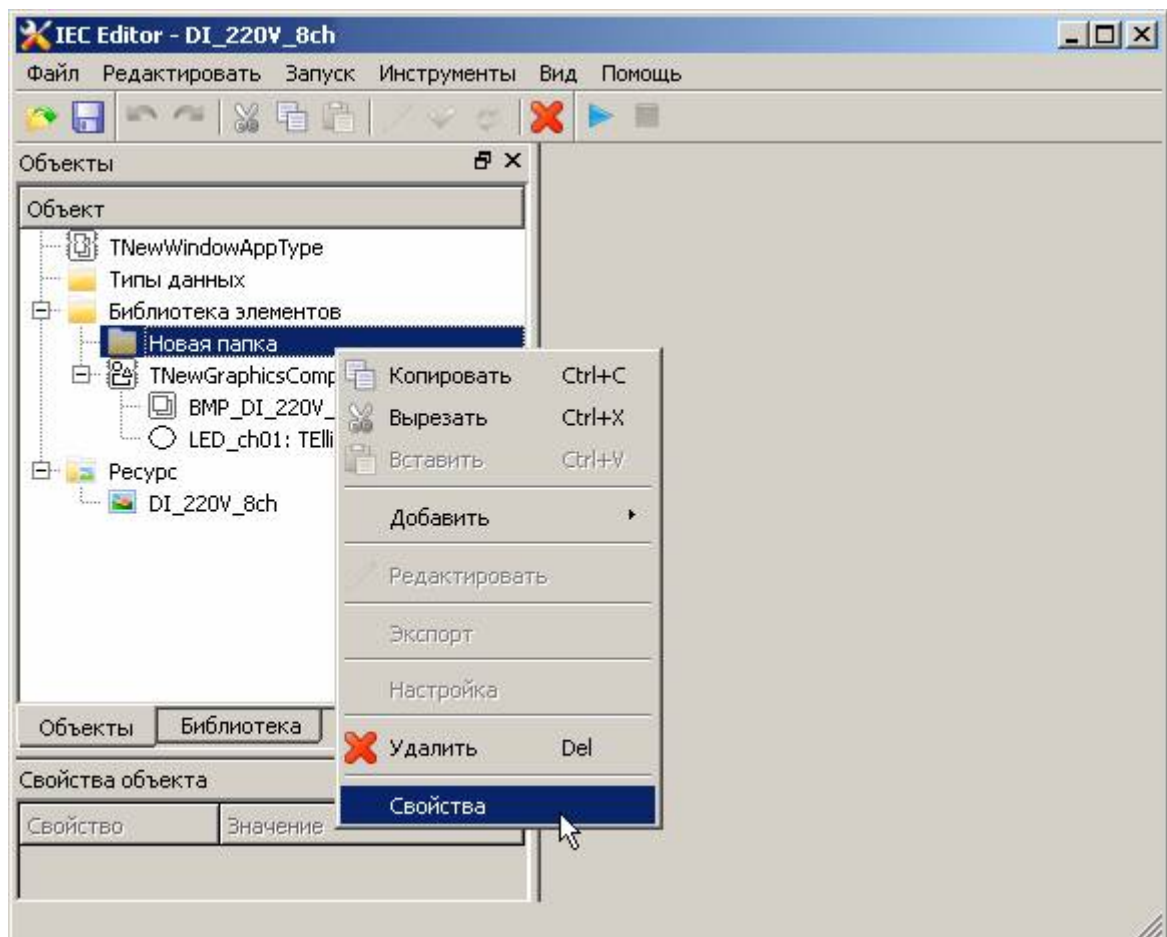 IEC Editor - DI_220V_8ch
Файл Редактировать Запуск Инструменты Вид Помощь
Объекты
Объект
TNewWindowAppType
Типы данных
Библиотека элементов
Новая папка
TNewGraphicsComp
BMP_DI_220V_
LED_ch01: TElli
Ресурс
DI_220V_8ch
Копировать Ctrl+C
Вырезать Ctrl+X
Вставить Ctrl+V
Добавить
Редактировать
Экспорт
Настройка
Удалить Del
Свойства
Объекты Библиотека
Свойства объекта
Свойство Значение